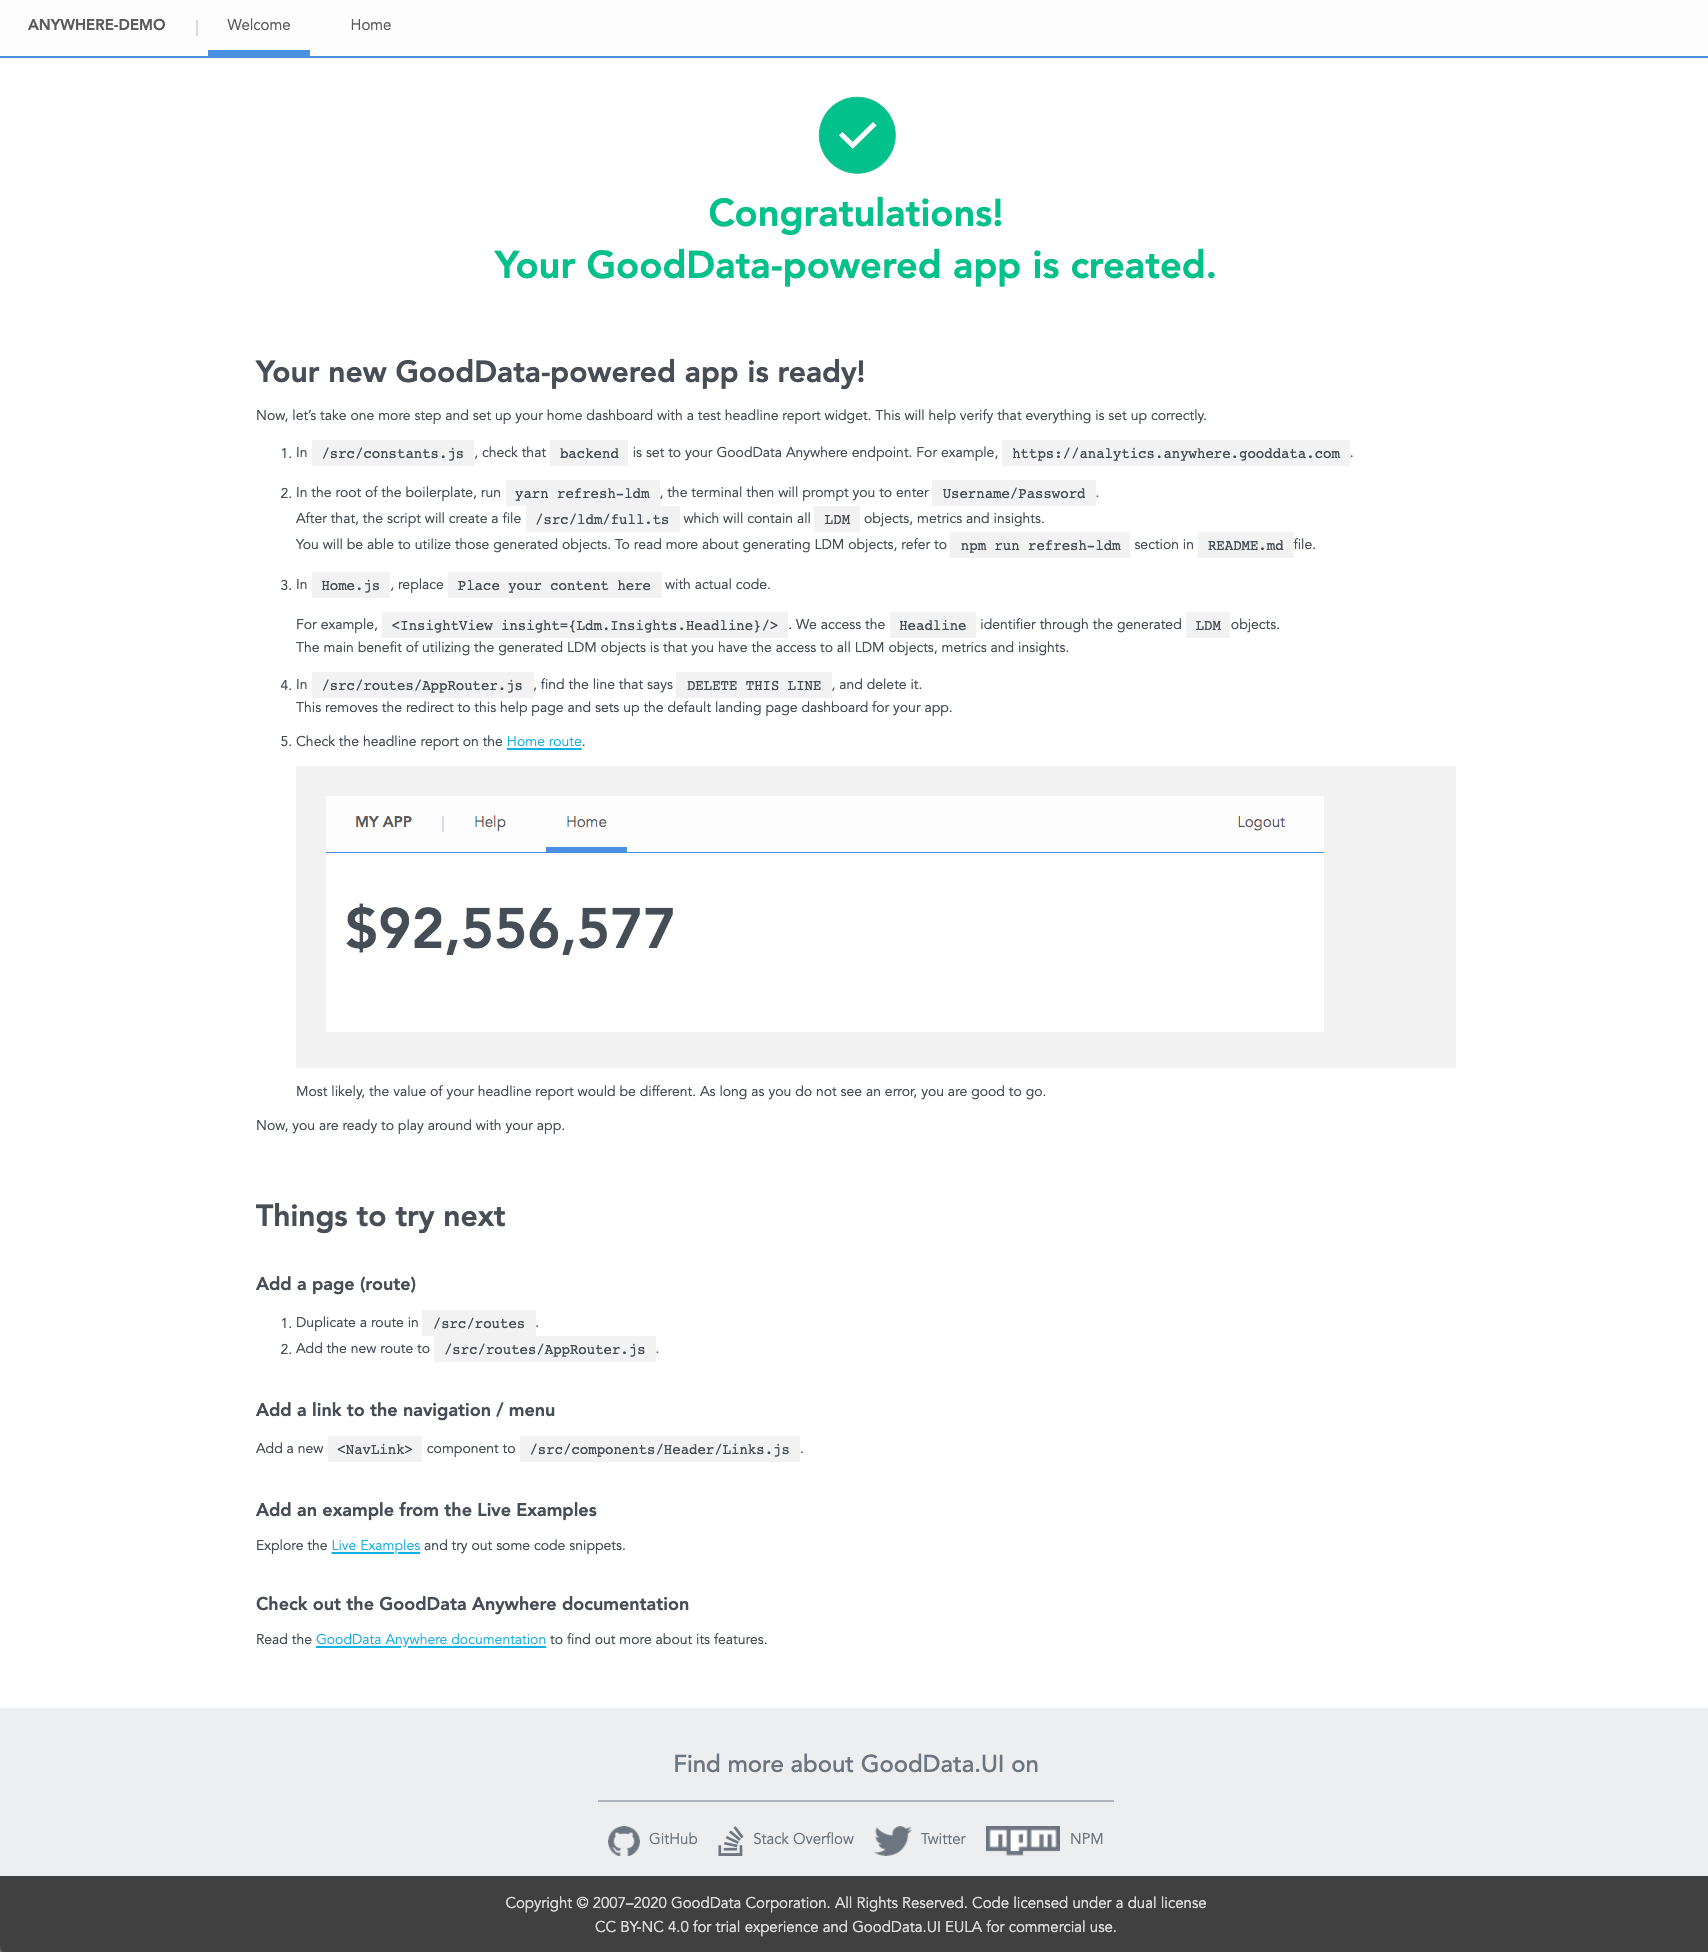 ANYWHERE-DEMO | Welcome Home
Congratulations!
Your GoodData-powered app is created.
Your new GoodData-powered app is ready!
Now, let’s take one more step and set up your home dashboard with a test headline report widget. This will help verify that everything is set up correctly.
1. In /src/constants.js , check that backend is set to your GoodData Anywhere endpoint. For example, https://analytics.anywhere.gooddata.com .
2. In the root of the boilerplate, run yarn refresh-ldm , the terminal then will prompt you to enter Username/Password .
After that, the script will create a file /src/ldm/full.ts which will contain all LDM objects, metrics and insights.
You will be able to utilize those generated objects. To read more about generating LDM objects, refer to npm run refresh-ldm section in README.md file.
3. In Home.js , replace Place your content here with actual code.
For example, <InsightView insight={Ldm.Insights.Headline}/> . We access the Headline identifier through the generated LDM objects.
The main benefit of utilizing the generated LDM objects is that you have the access to all LDM objects, metrics and insights.
4. In /src/routes/AppRouter.js , find the line that says DELETE THIS LINE , and delete it.
This removes the redirect to this help page and sets up the default landing page dashboard for your app.
5. Check the headline report on the Home route.
MY APP | Help Home Logout
$92,556,577
Most likely, the value of your headline report would be different. As long as you do not see an error, you are good to go.
Now, you are ready to play around with your app.
Things to try next
Add a page (route)
1. Duplicate a route in /src/routes .
2. Add the new route to /src/routes/AppRouter.js .
Add a link to the navigation / menu
Add a new <NavLink> component to /src/components/Header/Links.js .
Add an example from the Live Examples
Explore the Live Examples and try out some code snippets.
Check out the GoodData Anywhere documentation
Read the GoodData Anywhere documentation to find out more about its features.
Find more about GoodData.UI on
GitHub Stack Overflow Twitter npm NPM
Copyright © 2007–2020 GoodData Corporation. All Rights Reserved. Code licensed under a dual license
CC BY-NC 4.0 for trial experience and GoodData.UI EULA for commercial use.